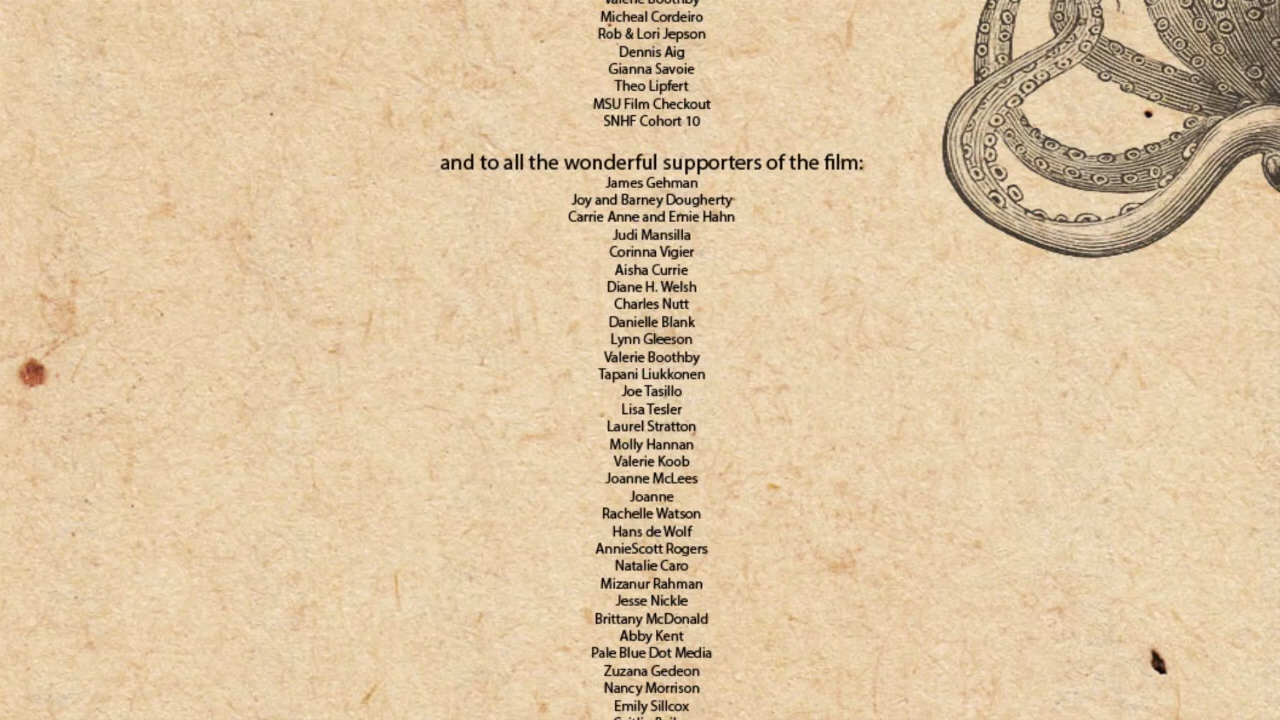 Valerie Boothby
Micheal Cordeiro
Rob & Lori Jepson
Dennis Aig
Gianna Savoie
Theo Lipfert
MSU Film Checkout
SNHF Cohort 10
and to all the wonderful supporters of the film:
James Gehman
Joy and Barney Dougherty
Carrie Anne and Ernie Hahn
Judi Mansilla
Corinna Vigier
Aisha Currie
Diane H. Welsh
Charles Nutt
Danielle Blank
Lynn Gleeson
Valerie Boothby
Tapani Liukkonen
Joe Tasillo
Lisa Tesler
Laurel Stratton
Molly Hannan
Valerie Koob
Joanne McLees
Joanne
Rachelle Watson
Hans de Wolf
AnnieScott Rogers
Natalie Caro
Mizanur Rahman
Jesse Nickle
Brittany McDonald
Abby Kent
Pale Blue Dot Media
Zuzana Gedeon
Nancy Morrison
Emily Sillcox